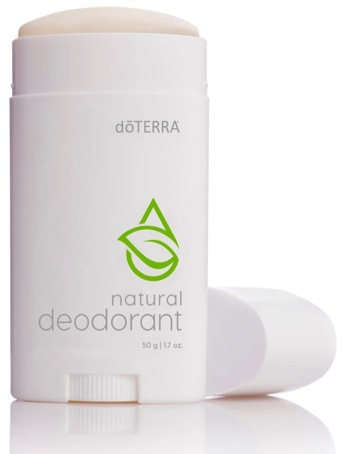 dōTERRA
natural
deodorant
50 g | 1.7 oz.